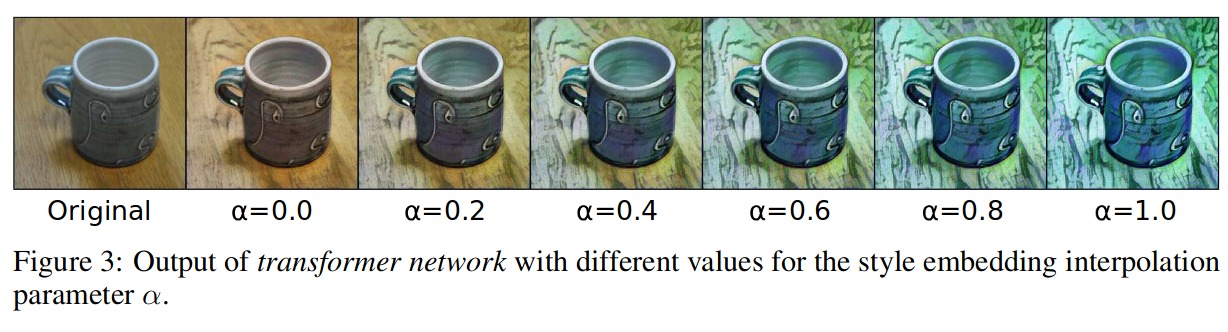 Original α=0.0 α=0.2 α=0.4 α=0.6 α=0.8 α=1.0
Figure 3: Output of transformer network with different values for the style embedding interpolation
parameter α.